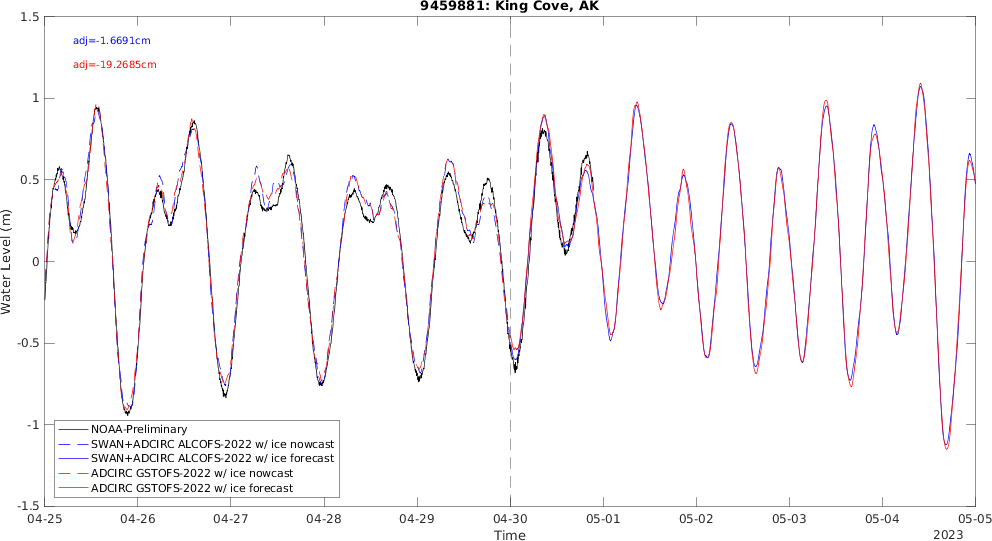 9459881: King Cove, AK
adj=-1.6691cm
adj=-19.2685cm
Water Level (m)
1.5
1
0.5
0
-0.5
-1
-1.5
NOAA-Preliminary
SWAN+ADCIRC ALCOFS-2022 w/ ice nowcast
SWAN+ADCIRC ALCOFS-2022 w/ ice forecast
ADCIRC GSTOFS-2022 w/ ice nowcast
ADCIRC GSTOFS-2022 w/ ice forecast
04-25 04-26 04-27 04-28 04-29 04-30 05-01 05-02 05-03 05-04 05-05
Time
2023